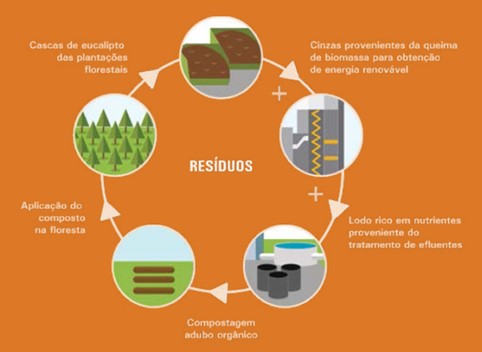 Cascas de eucalipto
das plantações
florestais
Cinzas provenientes da queima
de biomassa para obtenção
de energia renovável
+
RESÍDUOS
+
Aplicação do
composto
na floresta
Lodo rico em nutrientes
proveniente do
tratamento de efluentes
Compostagem
adubo orgânico